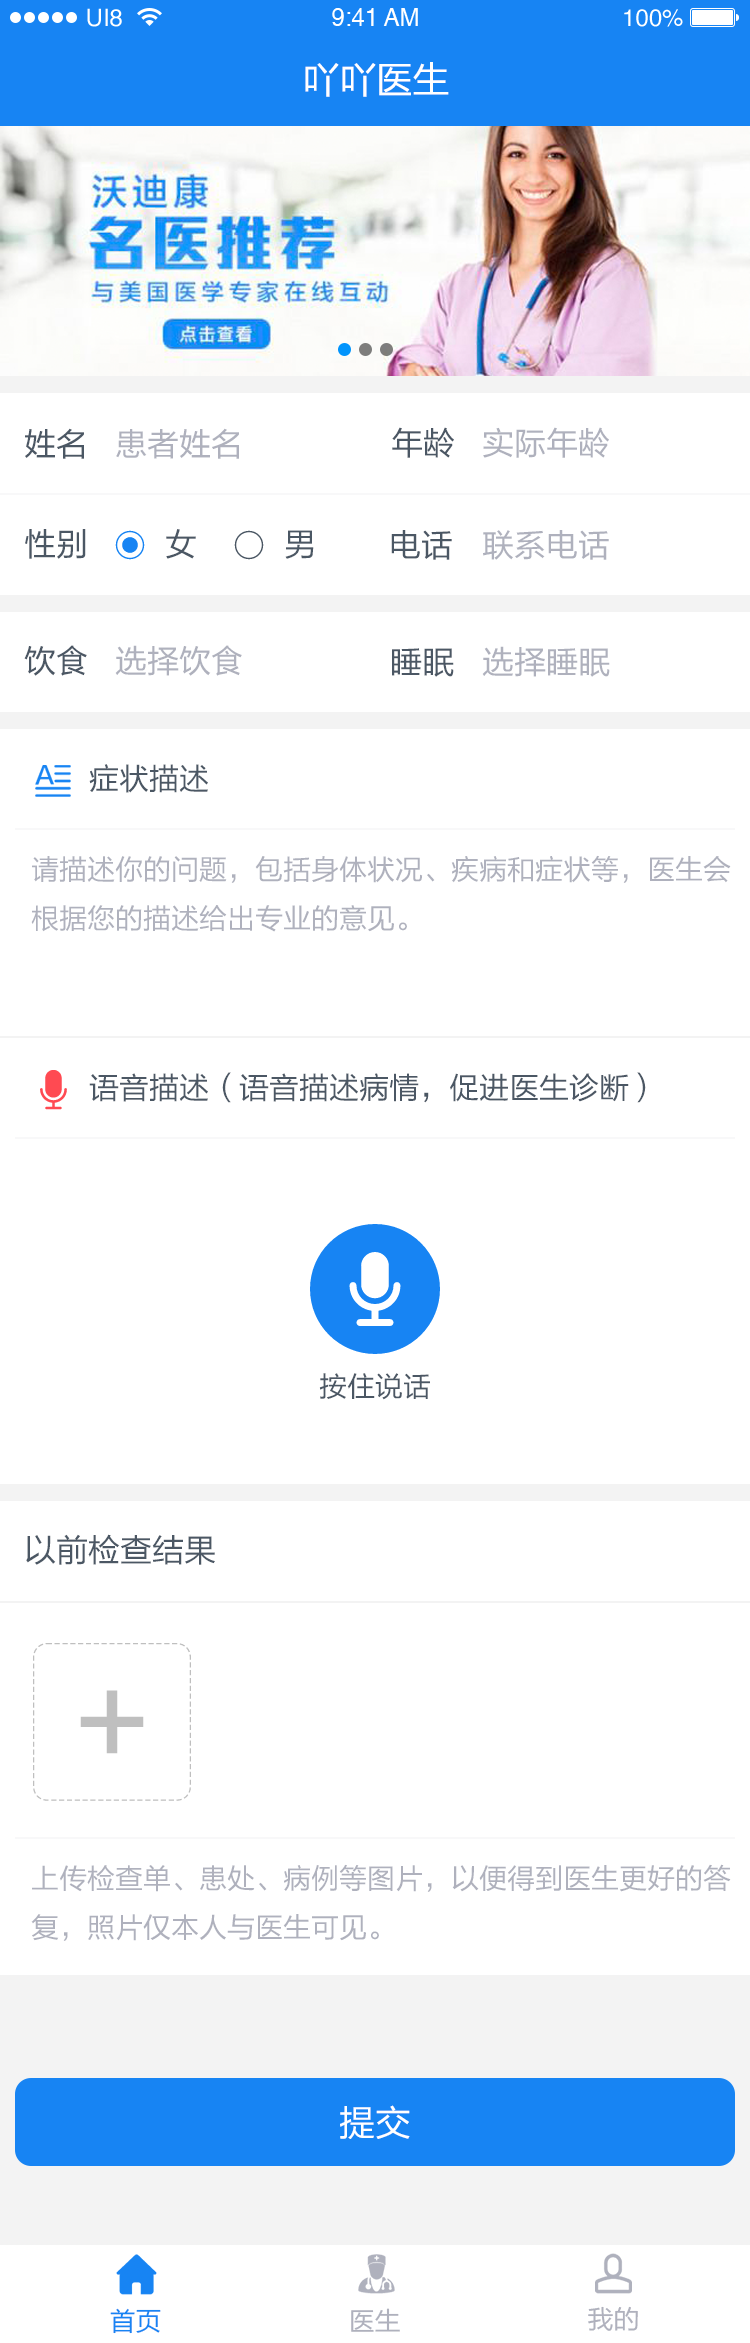 UI8 9:41 AM 100%
吖吖医生
沃迪康
名医推荐
与美国医学专家在线互动
点击查看
姓名 患者姓名 年龄 实际年龄
性别 女 男 电话 联系电话
饮食 选择饮食 睡眠 选择睡眠
症状描述
请描述你的问题，包括身体状况、疾病和症状等，医生会
根据您的描述给出专业的意见。
语音描述（语音描述病情，促进医生诊断）
按住说话
以前检查结果
上传检查单、患处、病例等图片，以便得到医生更好的答
复，照片仅本人与医生可见。
提交
首页 医生 我的